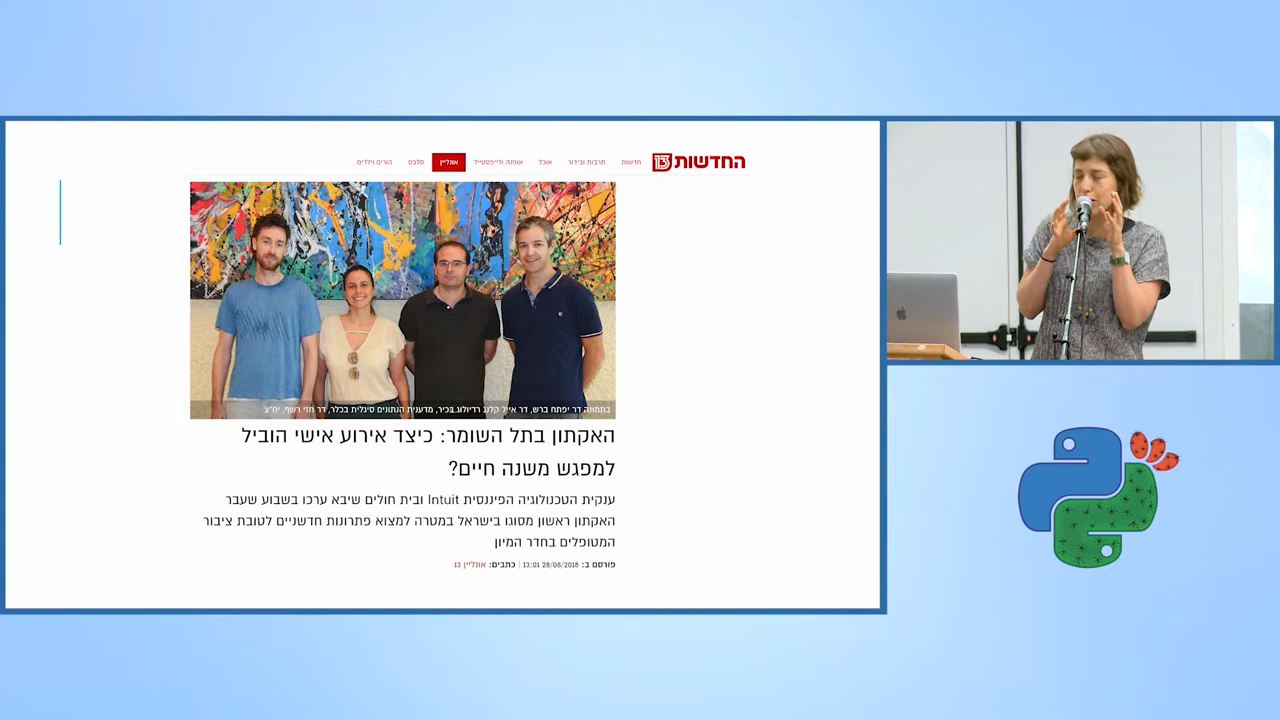 החדשות 13
חדשות תרבות ובידור אוכל אופנה ולייפסטייל אונליין סלבס הורים וילדים
בתמונה דר יפתח ברש, דר אייל קלנג רדיולוג בכיר, מדענית הנתונים סיגלית בכלר, דר חזי רשף, יח״צ
האקתון בתל השומר: כיצד אירוע אישי הוביל
למפגש משנה חיים?
ענקית הטכנולוגיה הפיננסית Intuit ובית חולים שיבא ערכו בשבוע שעבר
האקתון ראשון מסוגו בישראל במטרה למצוא פתרונות חדשניים לטובת ציבור
המטופלים בחדר המיון
פורסם ב: 28/08/2018 13:01 | כתבים: אונליין 13